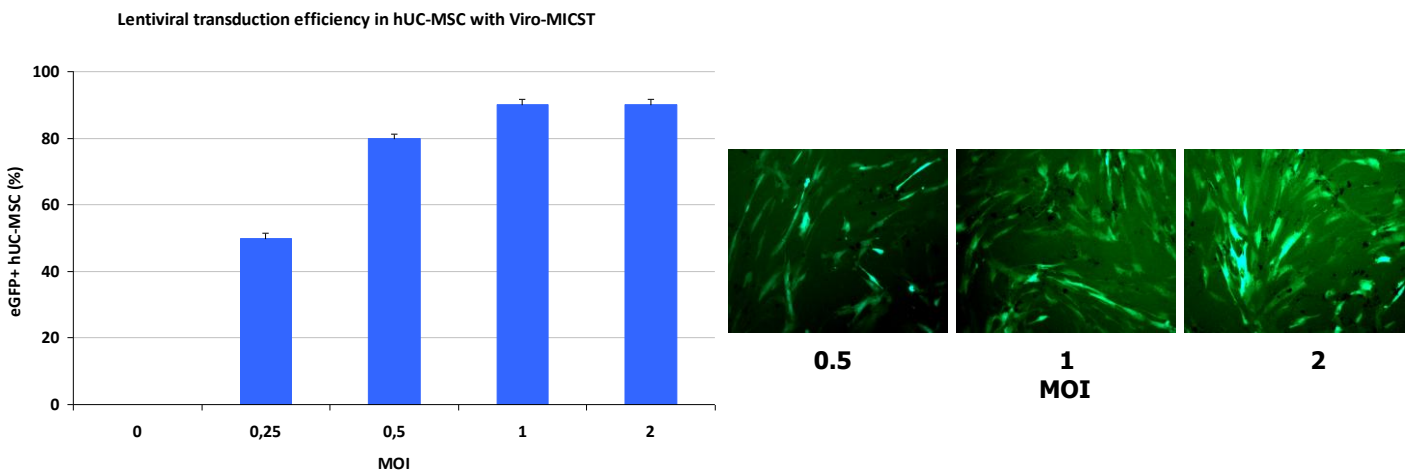 Lentiviral transduction efficiency in hUC-MSC with Viro-MICST
eGFP+ hUC-MSC (%)
100
80
60
40
20
0
0 0,25 0,5 1 2
MOI
0.5 1 2
MOI